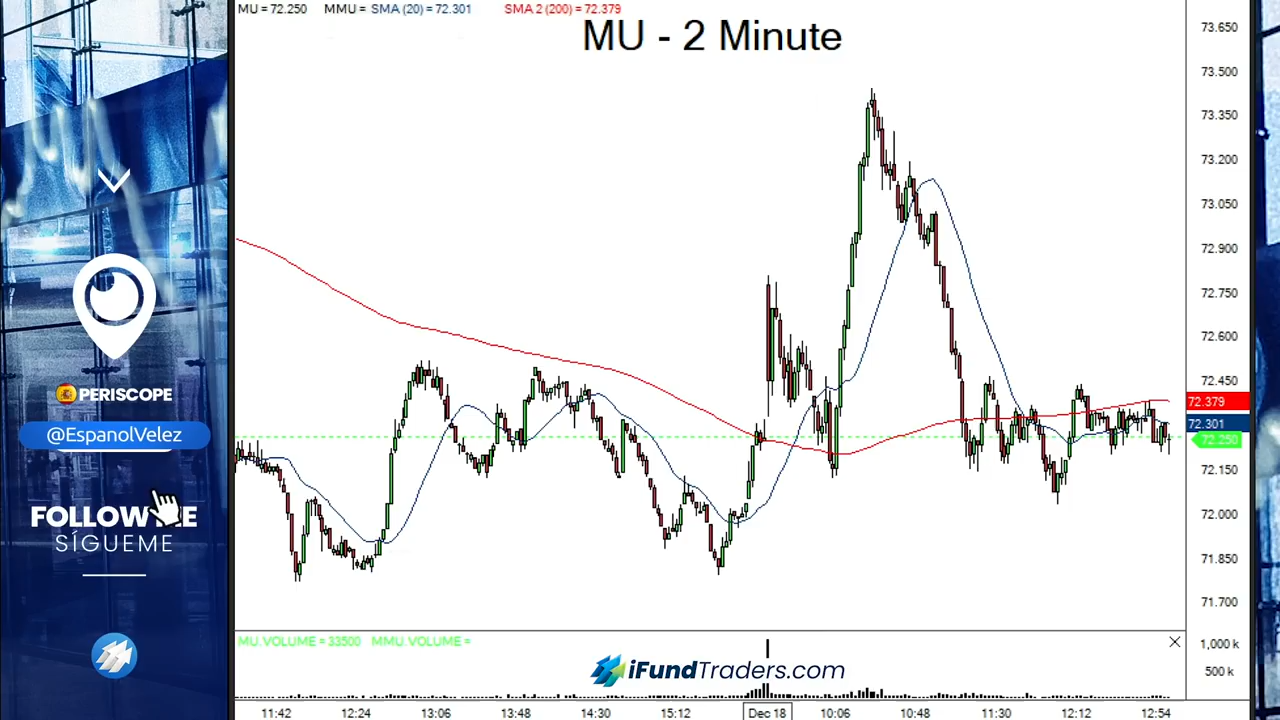 MU = 72.250 MMU = SMA (20) = 72.301 SMA 2 (200) = 72.379
MU - 2 Minute
73.650
73.500
73.350
73.200
73.050
72.900
72.750
72.600
72.450
72.379
72.301
72.250
72.150
72.000
71.850
71.700
PERISCOPE
@EspanolVelez
FOLLOW ME
SÍGUEME
MU.VOLUME = 33500 MMU.VOLUME =
1,000 k
500 k
iFundTraders.com
11:42 12:24 13:06 13:48 14:30 15:12 Dec 18 10:06 10:48 11:30 12:12 12:54